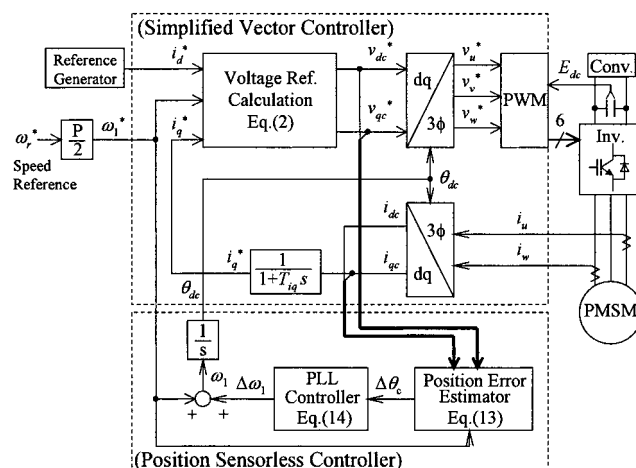 (Simplified Vector Controller)
Reference
Generator
i_d^*
Voltage Ref.
Calculation
Eq.(2)
v_dc^*
dq
3ϕ
v_u^*
v_v^*
v_w^*
PWM
E_dc
Conv.
ω_r^*
P/2
ω_1^*
i_q^*
v_qc^*
6
Inv.
Speed
Reference
θ_dc
i_dc
3ϕ
dq
i_u
i_w
i_q^*
1/(1+T_iq s)
i_qc
θ_dc
PMSM
1/s
ω_1
Δω_1
PLL
Controller
Eq.(14)
Δθ_c
Position Error
Estimator
Eq.(13)
+
+
(Position Sensorless Controller)